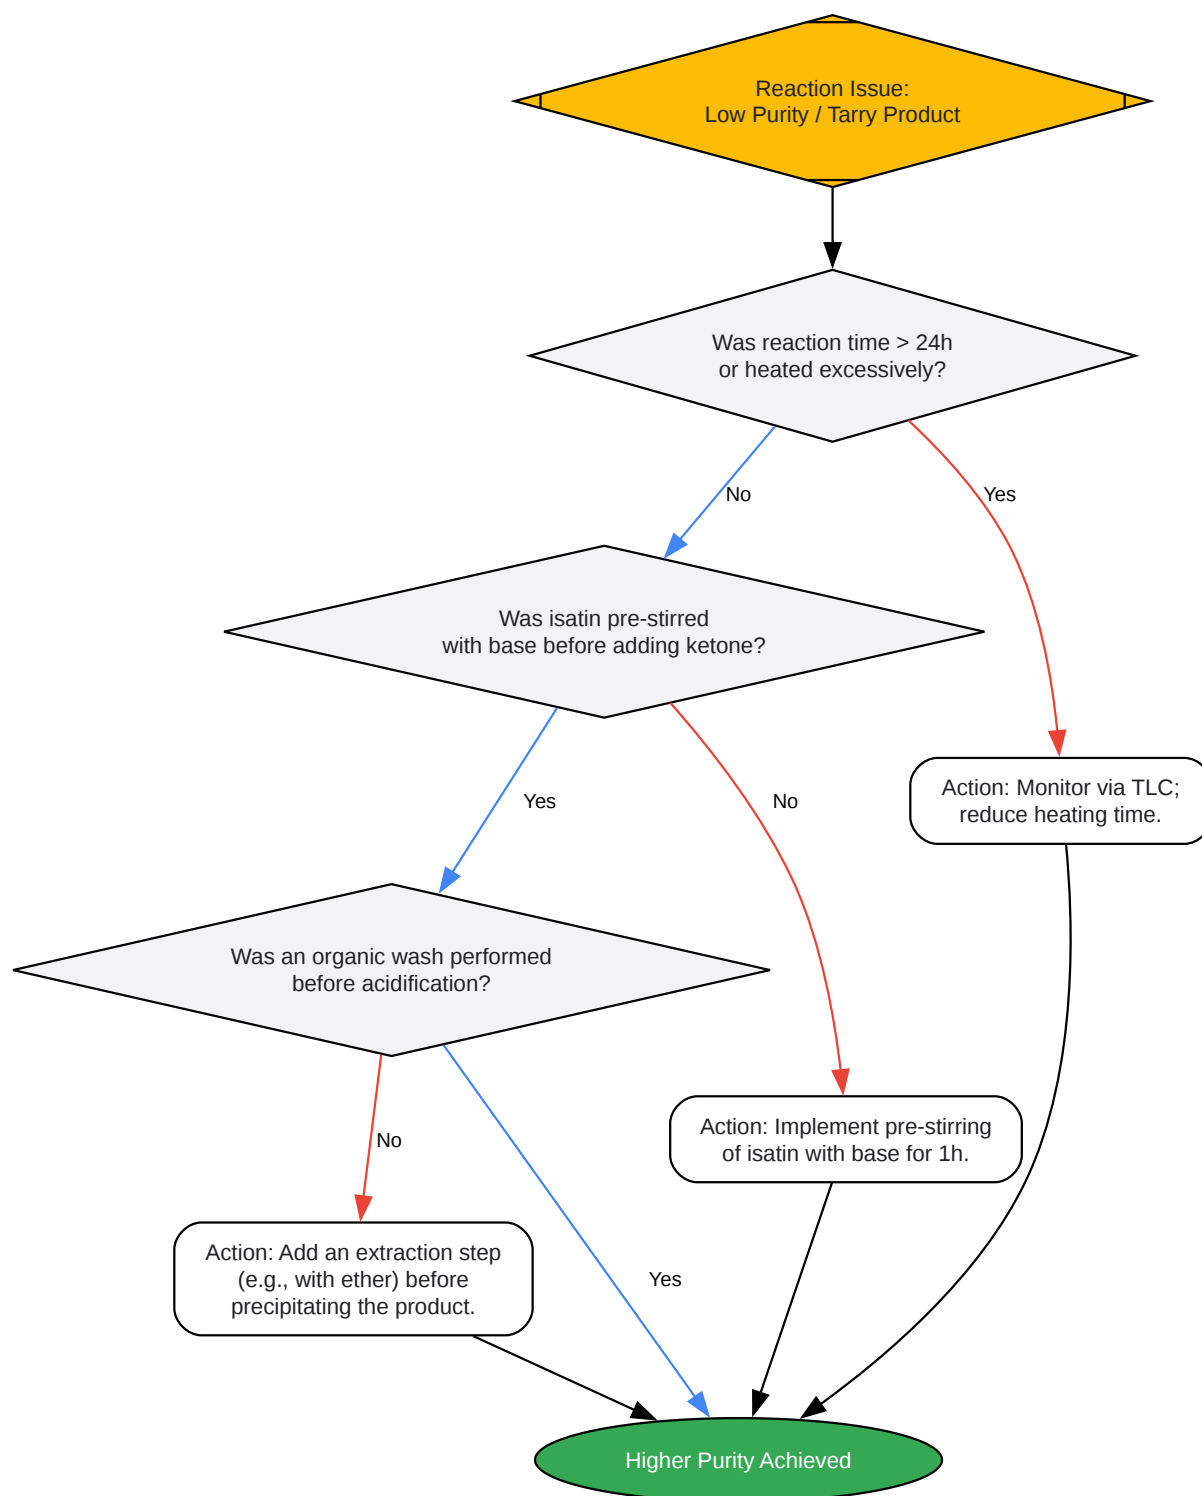 Reaction Issue:
Low Purity / Tarry Product
Was reaction time > 24h
or heated excessively?
No
Yes
Was isatin pre-stirred
with base before adding ketone?
Yes
No
Action: Monitor via TLC;
reduce heating time.
Was an organic wash performed
before acidification?
No
Yes
Action: Implement pre-stirring
of isatin with base for 1h.
Action: Add an extraction step
(e.g., with ether) before
precipitating the product.
Higher Purity Achieved